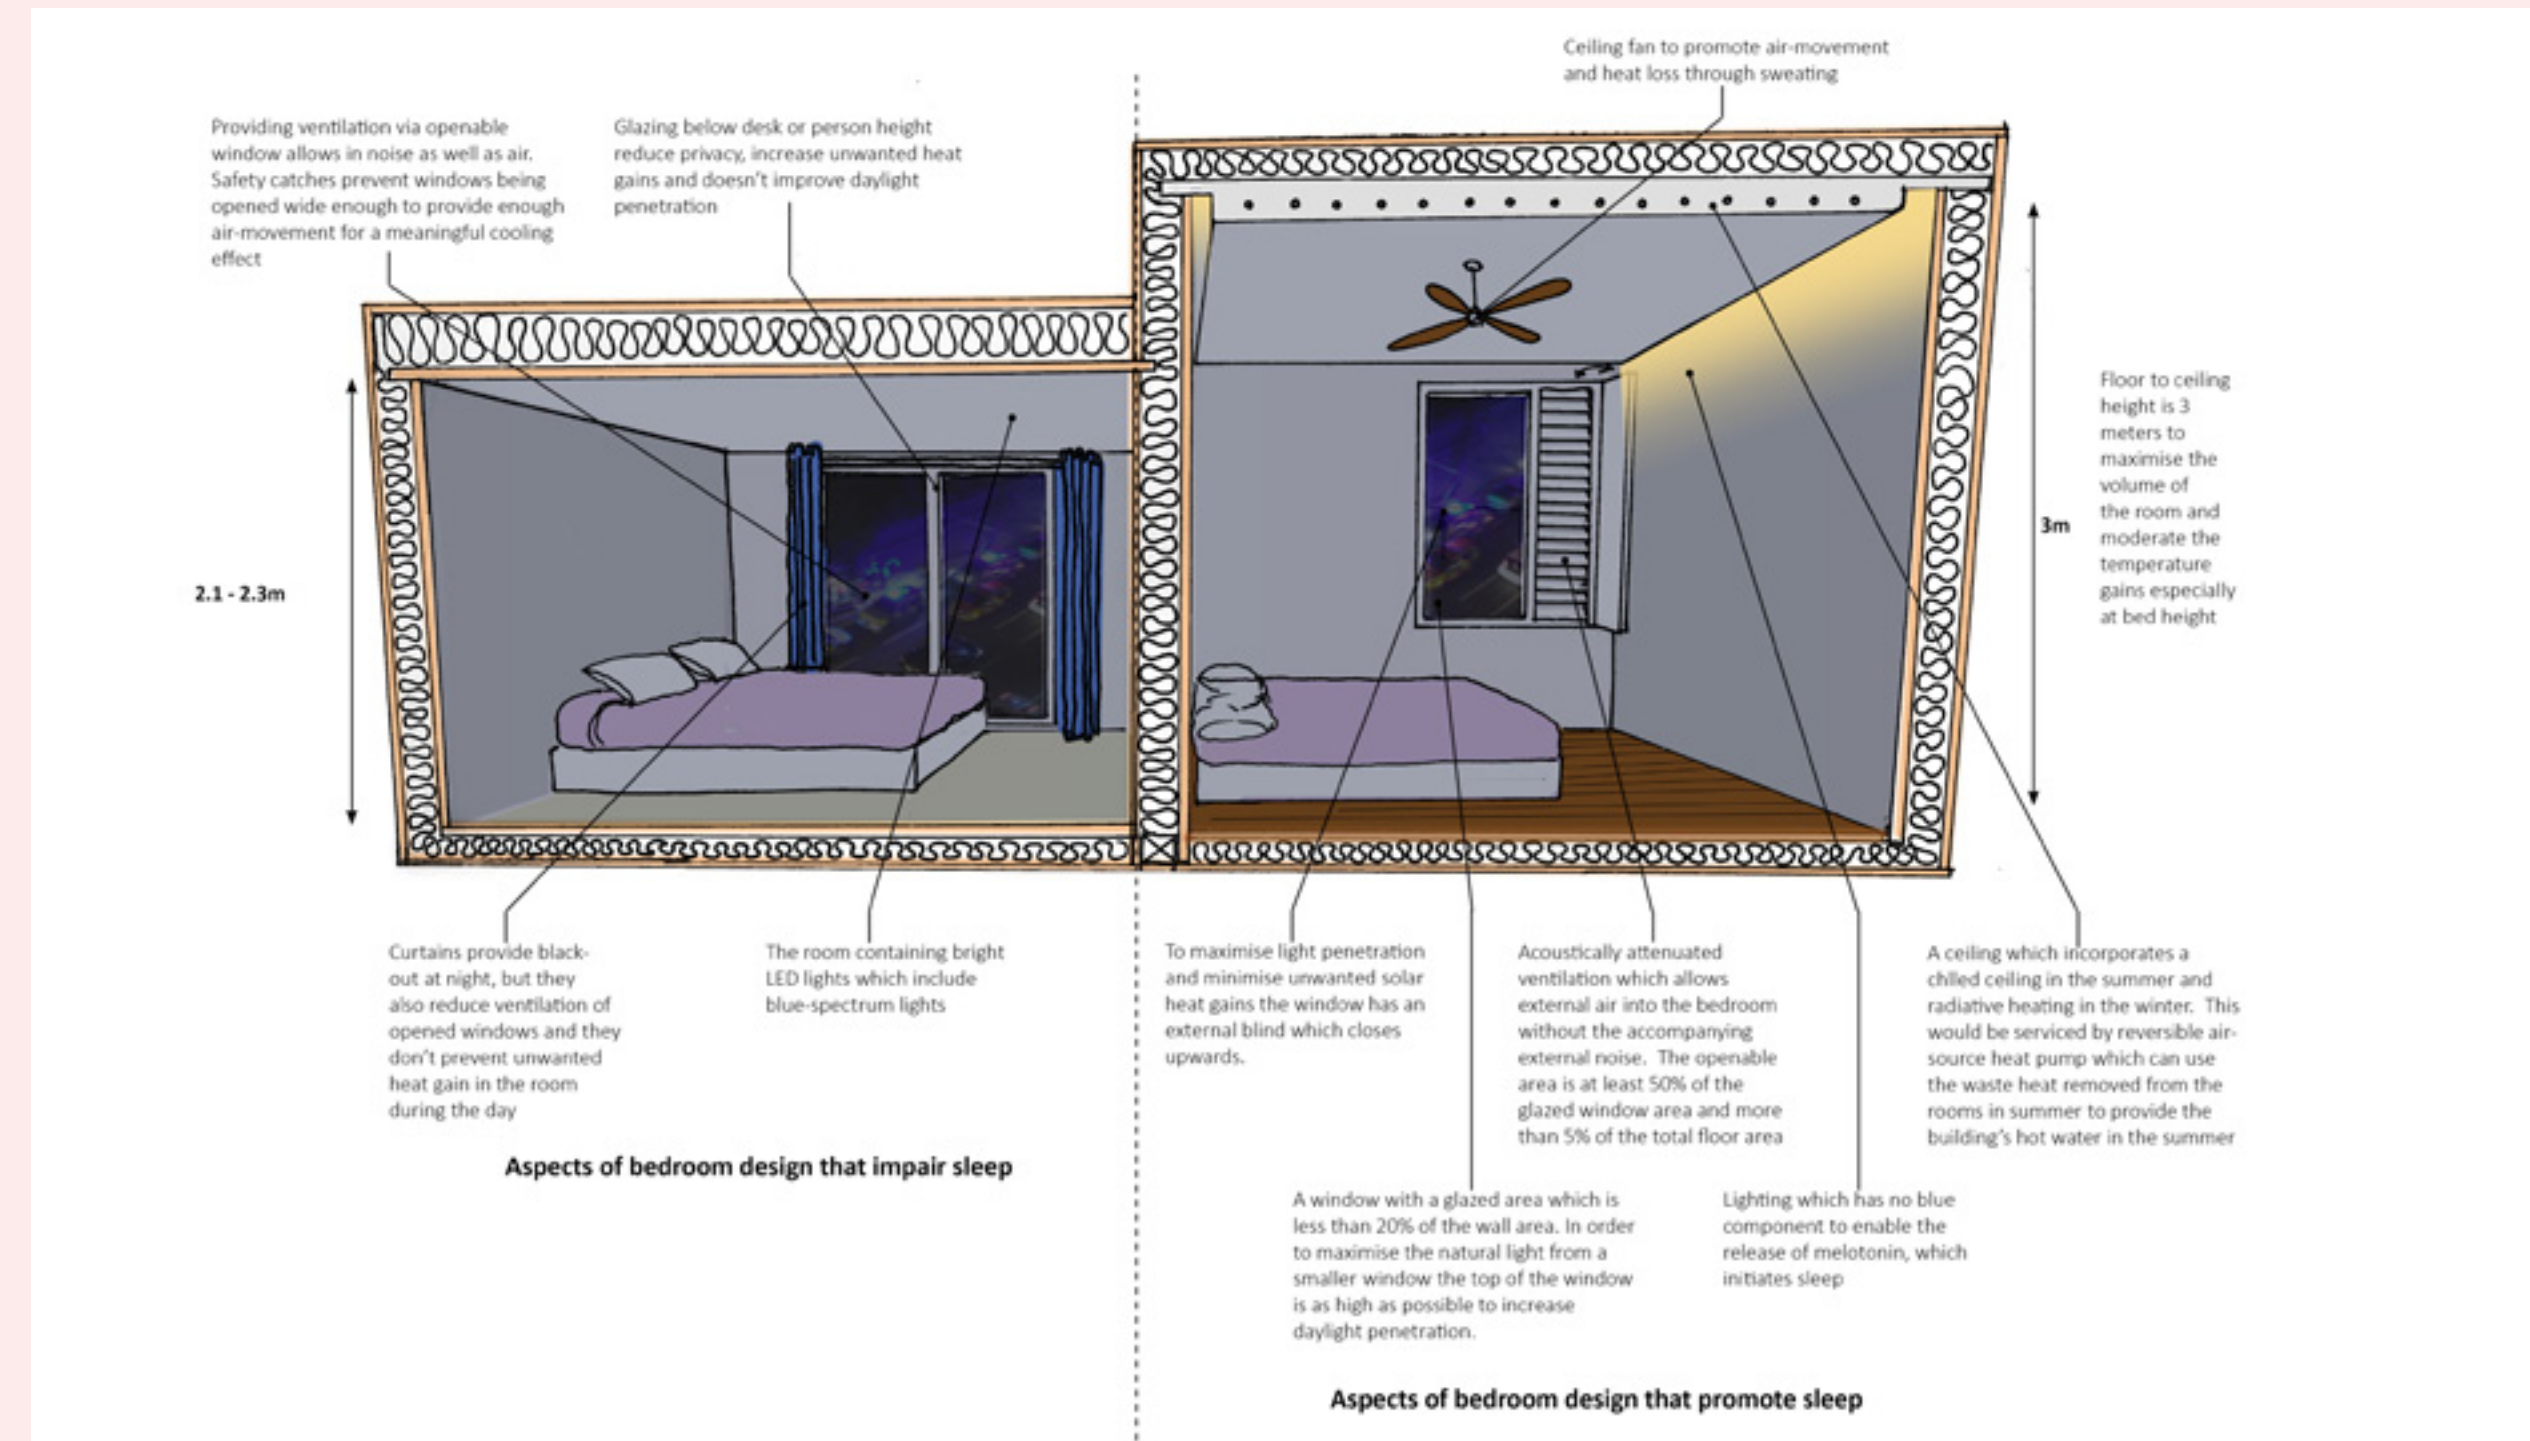 Ceiling fan to promote air-movement
and heat loss through sweating
Providing ventilation via openable
window allows in noise as well as air.
Safety catches prevent windows being
opened wide enough to provide enough
air-movement for a meaningful cooling
effect
Glazing below desk or person height
reduce privacy, increase unwanted heat
gains and doesn't improve daylight
penetration
2.1 - 2.3m
3m
Floor to ceiling
height is 3
meters to
maximise the
volume of
the room and
moderate the
temperature
gains especially
at bed height
Curtains provide black-
out at night, but they
also reduce ventilation of
opened windows and they
don't prevent unwanted
heat gain in the room
during the day
The room containing bright
LED lights which include
blue-spectrum lights
Aspects of bedroom design that impair sleep
To maximise light penetration
and minimise unwanted solar
heat gains the window has an
external blind which closes
upwards.
Acoustically attenuated
ventilation which allows
external air into the bedroom
without the accompanying
external noise. The openable
area is at least 50% of the
glazed window area and more
than 5% of the total floor area
A ceiling which incorporates a
chlled ceiling in the summer and
radiative heating in the winter. This
would be serviced by reversible air-
source heat pump which can use
the waste heat removed from the
rooms in summer to provide the
building's hot water in the summer
A window with a glazed area which is
less than 20% of the wall area. In order
to maximise the natural light from a
smaller window the top of the window
is as high as possible to increase
daylight penetration.
Lighting which has no blue
component to enable the
release of melotonin, which
initiates sleep
Aspects of bedroom design that promote sleep